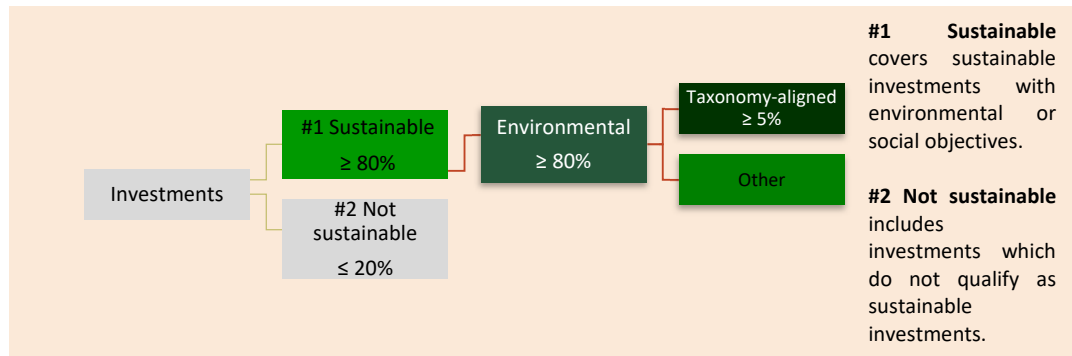 Investments
#1 Sustainable
≥ 80%
#2 Not
sustainable
≤ 20%
Environmental
≥ 80%
Taxonomy-aligned
≥ 5%
Other
#1 Sustainable
covers sustainable
investments with
environmental or
social objectives.
#2 Not sustainable
includes
investments which
do not qualify as
sustainable
investments.